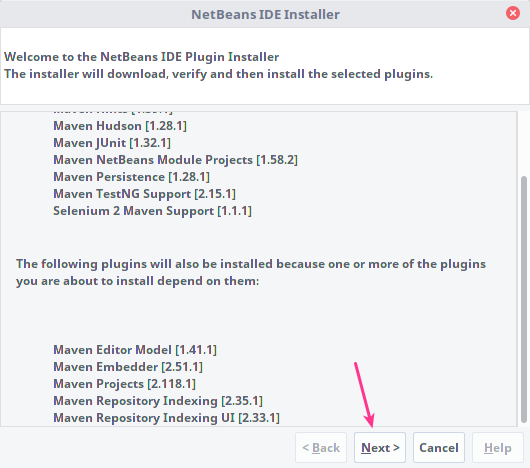 NetBeans IDE Installer
Welcome to the NetBeans IDE Plugin Installer
The installer will download, verify and then install the selected plugins.
Maven Hudson [1.28.1]
Maven JUnit [1.32.1]
Maven NetBeans Module Projects [1.58.2]
Maven Persistence [1.28.1]
Maven TestNG Support [2.15.1]
Selenium 2 Maven Support [1.1.1]
The following plugins will also be installed because one or more of the plugins
you are about to install depend on them:
Maven Editor Model [1.41.1]
Maven Embedder [2.51.1]
Maven Projects [2.118.1]
Maven Repository Indexing [2.35.1]
Maven Repository Indexing UI [2.33.1]
< Back Next > Cancel Help